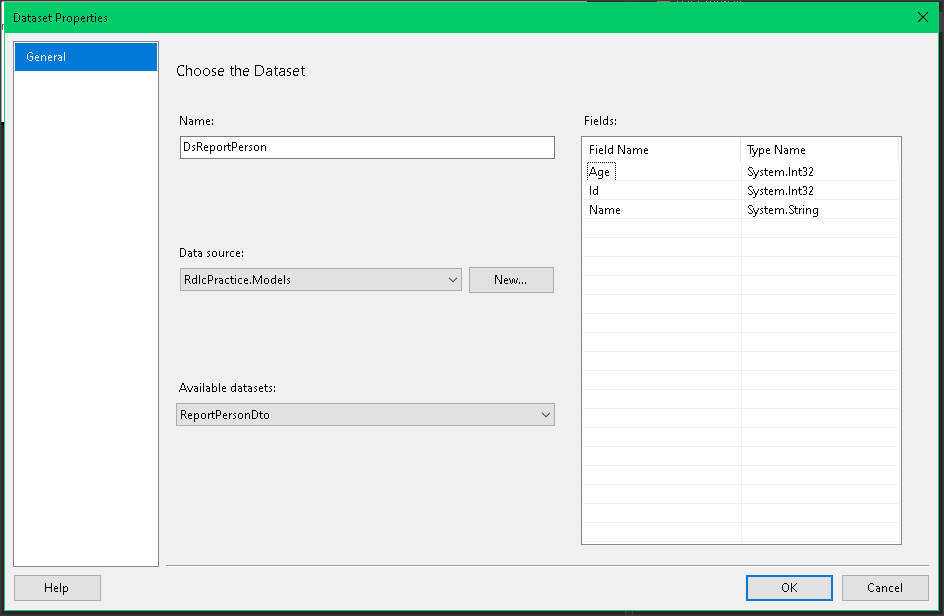 Dataset Properties
General
Choose the Dataset
Name:
DsReportPerson
Data source:
RdlcPractice.Models
New...
Available datasets:
ReportPersonDto
Fields:
Field Name Type Name
Age System.Int32
Id System.Int32
Name System.String
Help
OK
Cancel